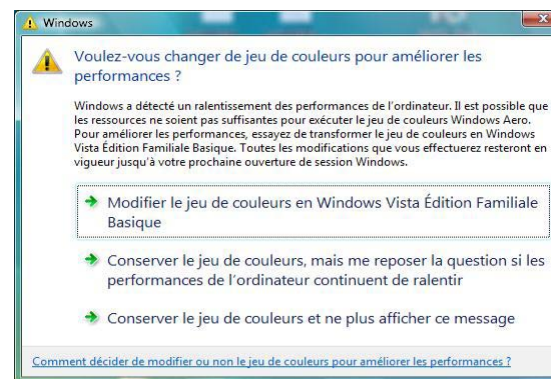 Windows
Voulez-vous changer de jeu de couleurs pour améliorer les
performances ?
Windows a détecté un ralentissement des performances de l'ordinateur. Il est possible que
les ressources ne soient pas suffisantes pour exécuter le jeu de couleurs Windows Aero.
Pour améliorer les performances, essayez de transformer le jeu de couleurs en Windows
Vista Édition Familiale Basique. Toutes les modifications que vous effectuerez resteront en
vigueur jusqu'à votre prochaine ouverture de session Windows.
Modifier le jeu de couleurs en Windows Vista Édition Familiale
Basique
Conserver le jeu de couleurs, mais me reposer la question si les
performances de l'ordinateur continuent de ralentir
Conserver le jeu de couleurs et ne plus afficher ce message
Comment décider de modifier ou non le jeu de couleurs pour améliorer les performances ?